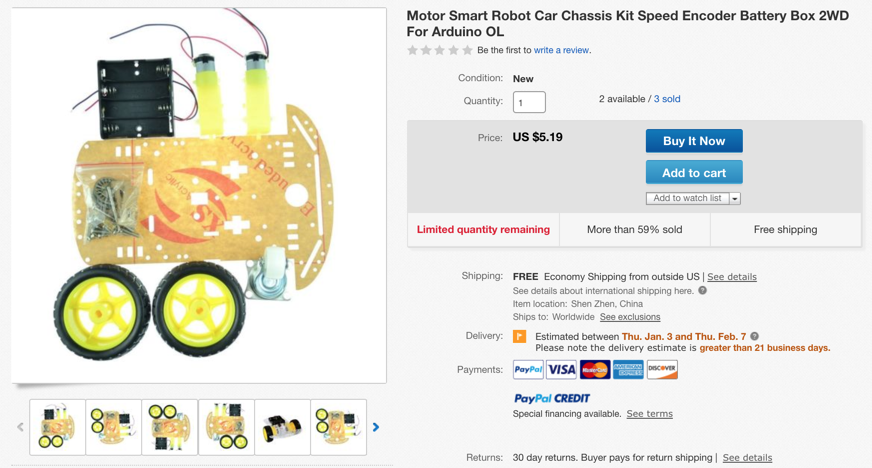 Motor Smart Robot Car Chassis Kit Speed Encoder Battery Box 2WD
For Arduino OL
Be the first to write a review.
Condition: New
Quantity: 1 2 available / 3 sold
Price: US $5.19
Buy It Now
Add to cart
Add to watch list
Limited quantity remaining More than 59% sold Free shipping
Shipping: FREE Economy Shipping from outside US | See details
See details about international shipping here. ?
Item location: Shen Zhen, China
Ships to: Worldwide See exclusions
Delivery: Estimated between Thu. Jan. 3 and Thu. Feb. 7 ?
Please note the delivery estimate is greater than 21 business days.
Payments: PayPal VISA MasterCard AMERICAN EXPRESS DISCOVER
PayPal CREDIT
Special financing available. See terms
Returns: 30 day returns. Buyer pays for return shipping | See details